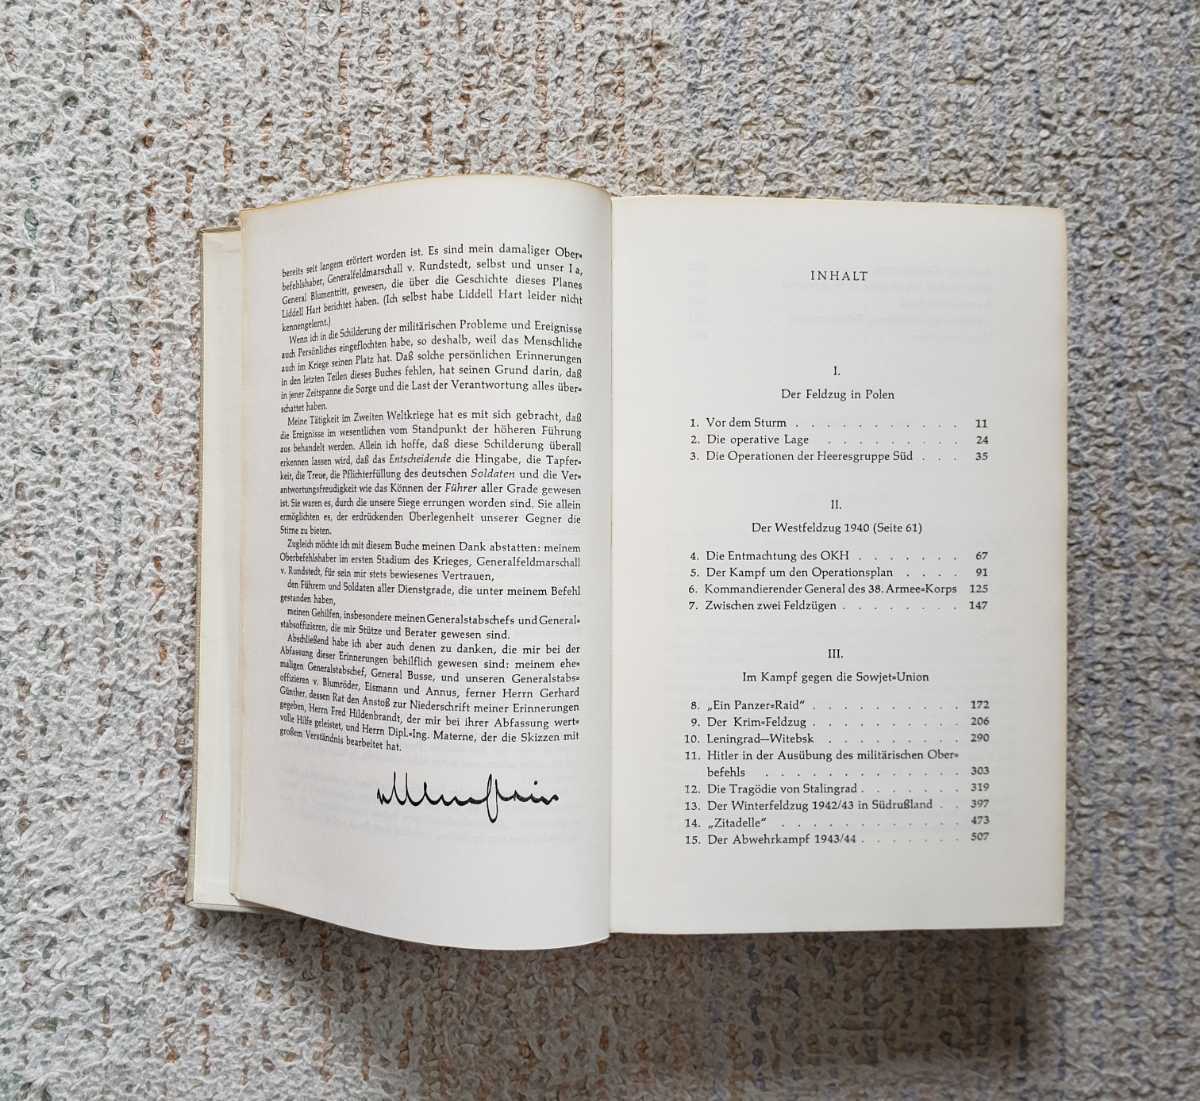 bereits seit langem erörtert worden ist. Es sind mein damaliger Ober-
befehlshaber, Generalfeldmarschall v. Rundstedt, selbst und unser I a,
General Blumentritt, gewesen, die über die Geschichte dieses Planes
Liddell Hart berichtet haben. (Ich selbst habe Liddell Hart leider nicht
kennengelernt.)
Wenn ich in die Schilderung der militärischen Probleme und Ereignisse
auch Persönliches eingeflochten habe, so deshalb, weil das Menschliche
auch im Kriege seinen Platz hat. Daß solche persönlichen Erinnerungen
in den letzten Teilen dieses Buches fehlen, hat seinen Grund darin, daß
in jener Zeitspanne die Sorge und die Last der Verantwortung alles über-
schattet haben.
Meine Tätigkeit im Zweiten Weltkriege hat es mit sich gebracht, daß
die Ereignisse im wesentlichen vom Standpunkt der höheren Führung
aus behandelt werden. Allein ich hoffe, daß diese Schilderung überall
erkennen lassen wird, daß das Entscheidende die Hingabe, die Tapfer-
keit, die Treue, die Pflichterfüllung des deutschen Soldaten und die Ver-
antwortungsfreudigkeit wie das Können der Führer aller Grade gewesen
ist. Sie waren es, durch die unsere Siege errungen worden sind. Sie allein
ermöglichten es, der erdrückenden Überlegenheit unserer Gegner die
Stirne zu bieten.
Zugleich möchte ich mit diesem Buche meinen Dank abstatten: meinem
Oberbefehlshaber im ersten Stadium des Krieges, Generalfeldmarschall
v. Rundstedt, für sein mir stets bewiesenes Vertrauen,
den Führern und Soldaten aller Dienstgrade, die unter meinem Befehl
gestanden haben,
meinen Gehilfen, insbesondere meinen Generalstabschefs und General-
stabsoffizieren, die mir Stütze und Berater gewesen sind.
Abschließend habe ich aber auch denen zu danken, die mir bei der
Abfassung dieser Erinnerungen behilflich gewesen sind: meinem ehe-
maligen Generalstabschef, General Busse, und unseren Generalstabs-
offizieren v. Blumröder, Eismann und Annus, ferner Herrn Gerhard
Günther, dessen Rat den Anstoß zur Niederschrift meiner Erinnerungen
gegeben, Herrn Fred Hildenbrandt, der mir bei ihrer Abfassung wert-
volle Hilfe geleistet, und Herrn Dipl.-Ing. Materne, der die Skizzen mit
großem Verständnis bearbeitet hat.
v. Manstein
INHALT
I.
Der Feldzug in Polen
1. Vor dem Sturm . . . . . . . . . . . 11
2. Die operative Lage . . . . . . . . . 24
3. Die Operationen der Heeresgruppe Süd . . . 35
II.
Der Westfeldzug 1940 (Seite 61)
4. Die Entmachtung des OKH . . . . . . . 67
5. Der Kampf um den Operationsplan . . . . 91
6. Kommandierender General des 38. Armee-Korps 125
7. Zwischen zwei Feldzügen . . . . . . . . 147
III.
Im Kampf gegen die Sowjet-Union
8. „Ein Panzer-Raid“ . . . . . . . . . . 172
9. Der Krim-Feldzug . . . . . . . . . . 206
10. Leningrad—Witebsk . . . . . . . . . 290
11. Hitler in der Ausübung des militärischen Ober-
befehls . . . . . . . . . . . . . 303
12. Die Tragödie von Stalingrad . . . . . . . 319
13. Der Winterfeldzug 1942/43 in Südrußland . . 397
14. „Zitadelle“ . . . . . . . . . . . . 473
15. Der Abwehrkampf 1943/44 . . . . . . . 507